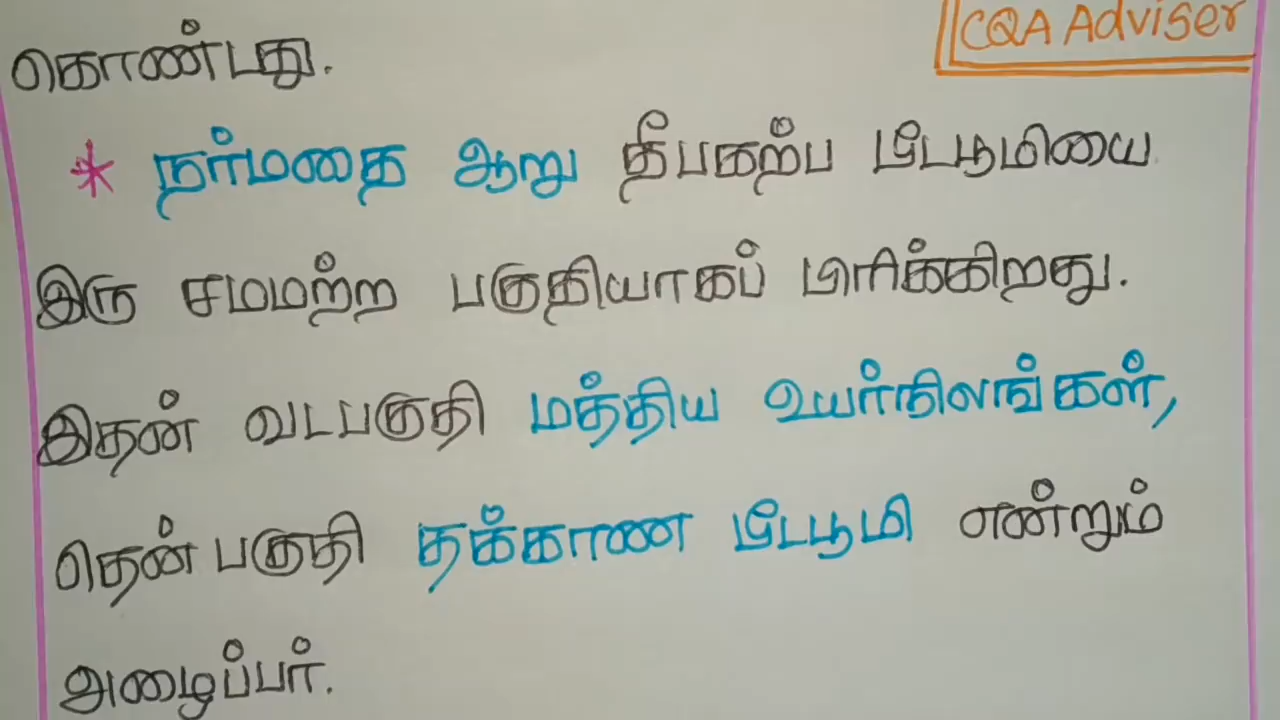 CQA Adviser
கொண்டது.
* நர்மதை ஆறு தீபகற்ப பீடபூமியை
இரு சமமற்ற பகுதியாகப் பிரிக்கிறது.
இதன் வடபகுதி மத்திய உயர்நிலங்கள்,
தென்பகுதி தக்காண பீடபூமி என்றும்
அழைப்பர்.